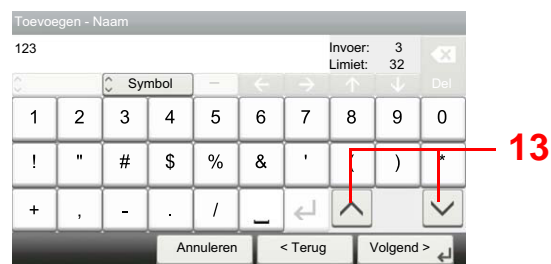 Toevoegen - Naam
123
Invoer: 3
Limiet: 32
Symbol
Del
1 2 3 4 5 6 7 8 9 0
! " # $ % & ' ( ) *
+ , - . / _
Annuleren < Terug Volgend >
13